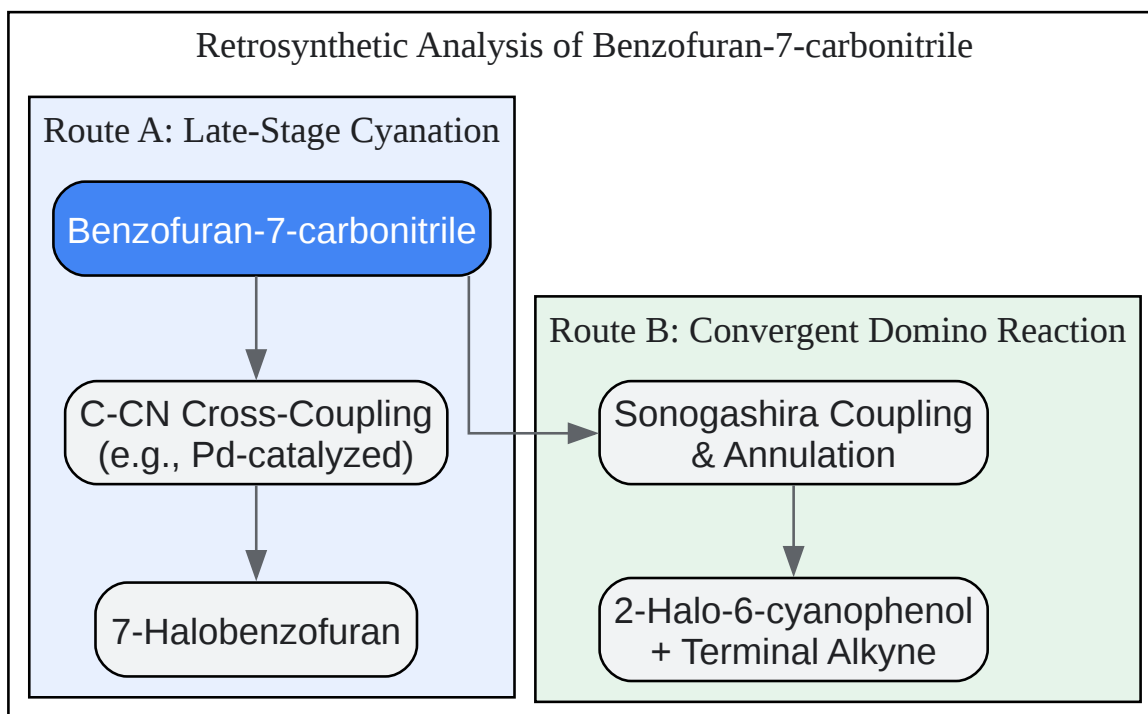 Retrosynthetic Analysis of Benzofuran-7-carbonitrile
Route A: Late-Stage Cyanation
Benzofuran-7-carbonitrile
C-CN Cross-Coupling
(e.g., Pd-catalyzed)
7-Halobenzofuran
Route B: Convergent Domino Reaction
Sonogashira Coupling
& Annulation
2-Halo-6-cyanophenol
+ Terminal Alkyne